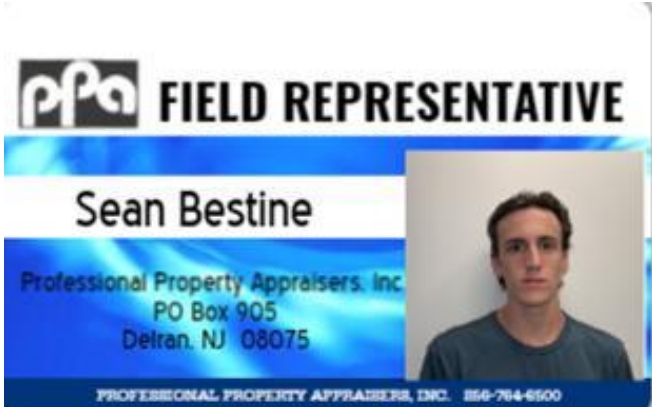 ppa FIELD REPRESENTATIVE
Sean Bestine
Professional Property Appraisers, Inc
PO Box 905
Delran, NJ 08075
PROFESSIONAL PROPERTY APPRAISERS, INC. 856-764-6500